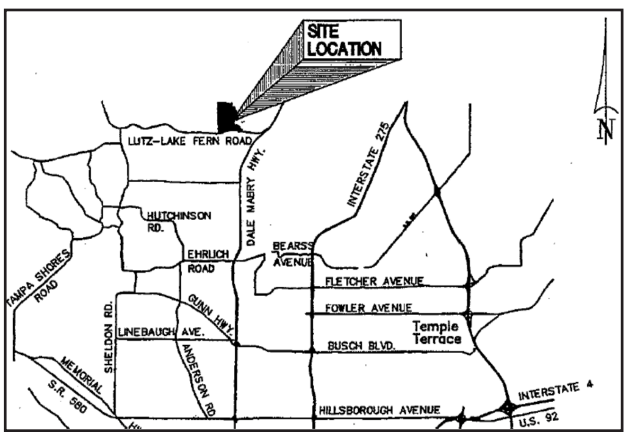 SITE
LOCATION
N
LUTZ-LAKE FERN ROAD
DALE MABRY HWY.
INTERSTATE 275
HUTCHINSON
RD.
EHRLICH
ROAD
BEARSS
AVENUE
TAMPA SHORES
ROAD
FLETCHER AVENUE
GUNN HWY.
FOWLER AVENUE
SHELDON RD.
LINEBAUGH AVE.
ANDERSON RD.
Temple
Terrace
BUSCH BLVD.
MEMORIAL
S.R. 580
HILLSBOROUGH AVENUE
INTERSTATE 4
U.S. 92